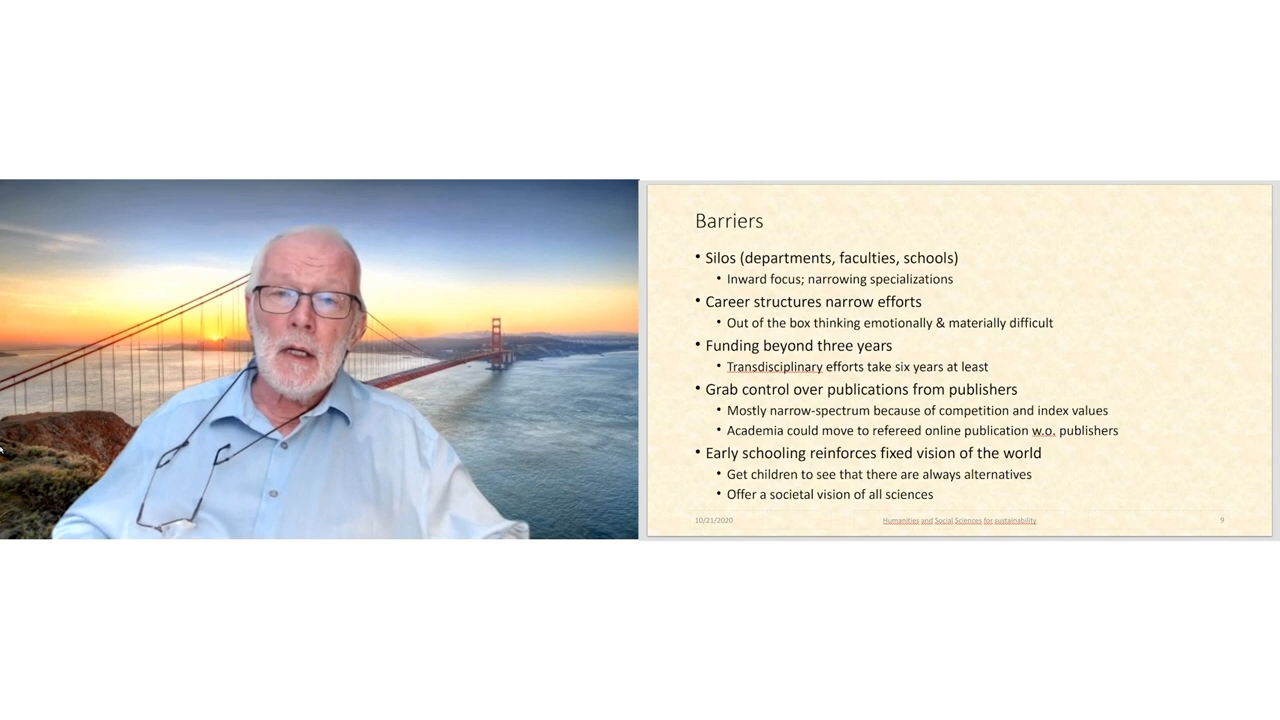 Barriers
• Silos (departments, faculties, schools)
• Inward focus; narrowing specializations
• Career structures narrow efforts
• Out of the box thinking emotionally & materially difficult
• Funding beyond three years
• Transdisciplinary efforts take six years at least
• Grab control over publications from publishers
• Mostly narrow-spectrum because of competition and index values
• Academia could move to refereed online publication w.o. publishers
• Early schooling reinforces fixed vision of the world
• Get children to see that there are always alternatives
• Offer a societal vision of all sciences
10/21/2020 Humanities and Social Sciences for sustainability 9